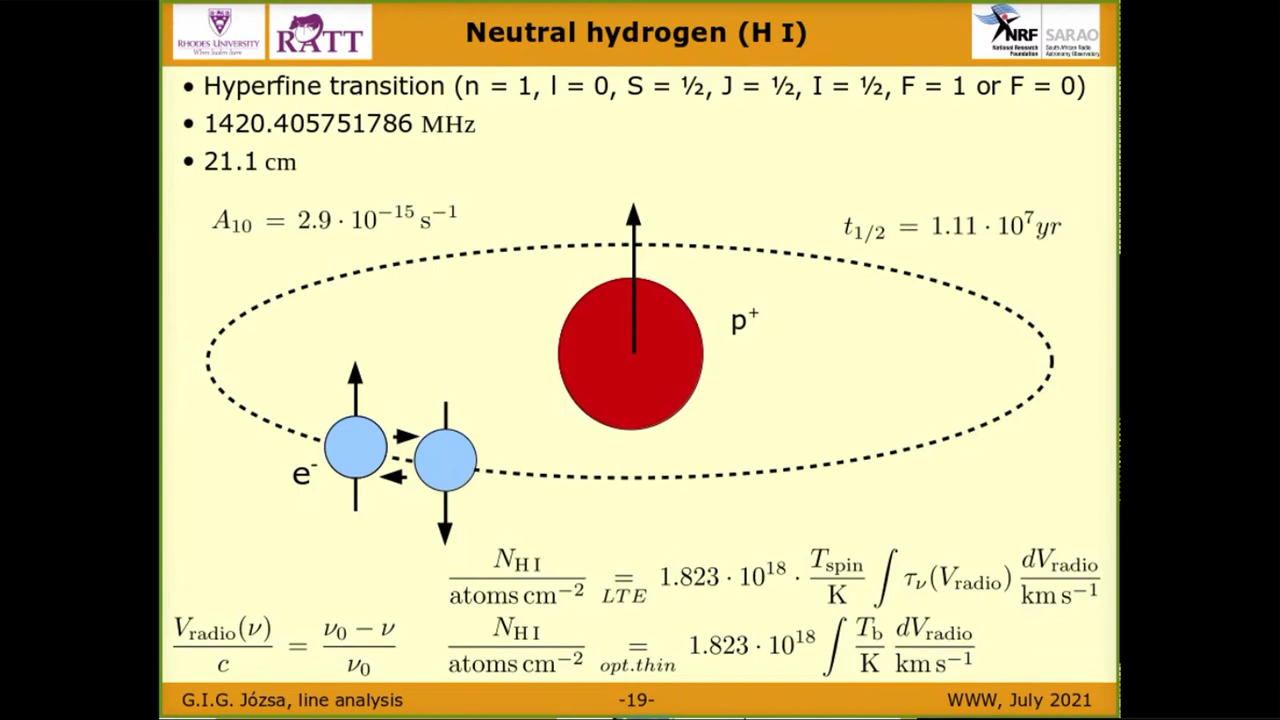 RHODES UNIVERSITY
Where leaders learn
RATT
Neutral hydrogen (H I)
NRF
National Research
Foundation
SARAO
South African Radio
Astronomy Observatory
• Hyperfine transition (n = 1, l = 0, S = ½, J = ½, I = ½, F = 1 or F = 0)
• 1420.405751786 MHz
• 21.1 cm
A₁₀ = 2.9 · 10⁻¹⁵ s⁻¹
t₁/₂ = 1.11 · 10⁷ yr
p⁺
e⁻
N_HI / atoms cm⁻² =_LTE 1.823 · 10¹⁸ · T_spin / K ∫ τ_ν(V_radio) dV_radio / km s⁻¹
V_radio(ν) / c = ν₀ − ν / ν₀
N_HI / atoms cm⁻² =_opt.thin 1.823 · 10¹⁸ ∫ T_b / K dV_radio / km s⁻¹
G.I.G. Józsa, line analysis
-19-
WWW, July 2021